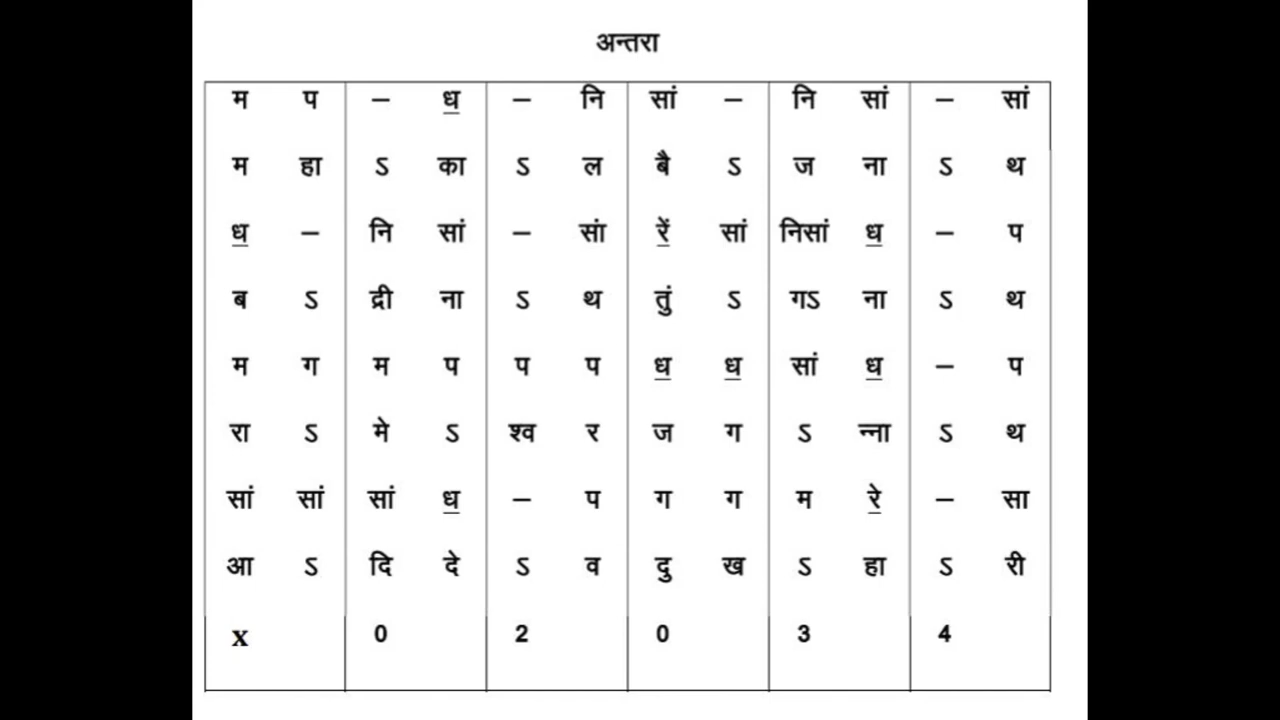 अन्तरा
म प – ध॒ – नि सां – नि सां – सां
म हा ऽ का ऽ ल बै ऽ ज ना ऽ थ
ध॒ – नि सां – सां रें॒ सां निसां ध॒ – प
ब ऽ द्री ना ऽ थ तुं ऽ गऽ ना ऽ थ
म ग म प प प ध॒ ध॒ सां ध॒ – प
रा ऽ मे ऽ श्व र ज ग ऽ न्ना ऽ थ
सां सां सां ध॒ – प ग ग म रे॒ – सा
आ ऽ दि दे ऽ व दु ख ऽ हा ऽ री
x 0 2 0 3 4